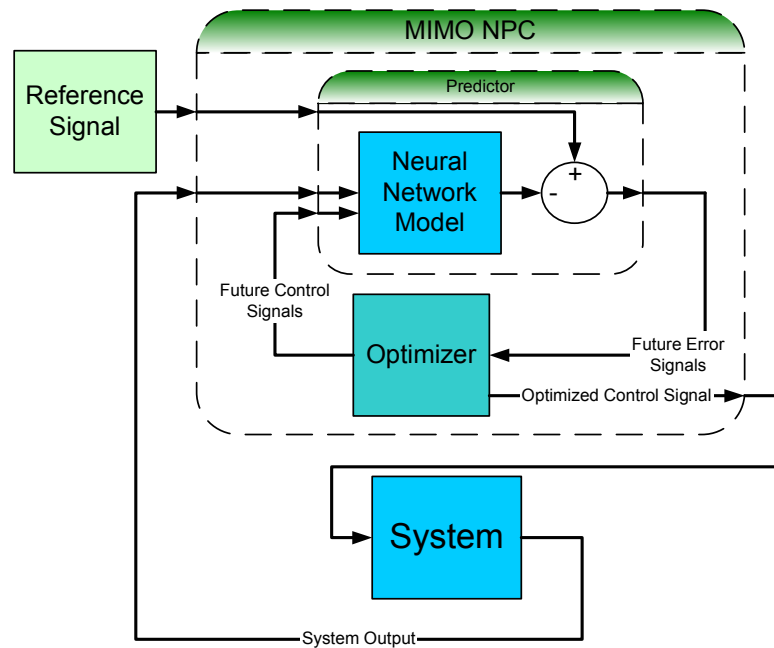 MIMO NPC
Predictor
Reference
Signal
+
Neural
Network
Model
-
Future Control
Signals
Optimizer
Future Error
Signals
Optimized Control Signal
System
System Output